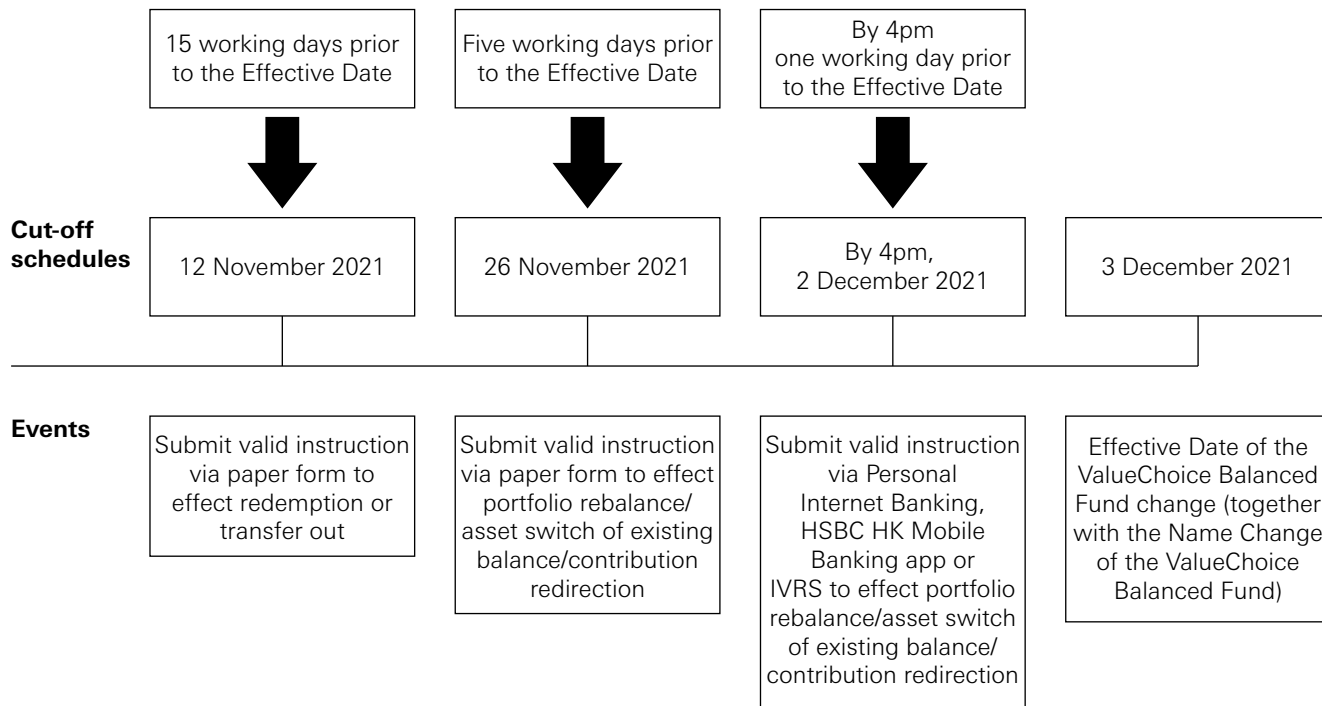 15 working days prior
to the Effective Date
Five working days prior
to the Effective Date
By 4pm
one working day prior
to the Effective Date
Cut-off
schedules
12 November 2021
26 November 2021
By 4pm,
2 December 2021
3 December 2021
Events
Submit valid instruction
via paper form to
effect redemption or
transfer out
Submit valid instruction
via paper form to effect
portfolio rebalance/
asset switch of existing
balance/contribution
redirection
Submit valid instruction
via Personal
Internet Banking,
HSBC HK Mobile
Banking app or
IVRS to effect portfolio
rebalance/asset switch
of existing balance/
contribution redirection
Effective Date of the
ValueChoice Balanced
Fund change (together
with the Name Change
of the ValueChoice
Balanced Fund)